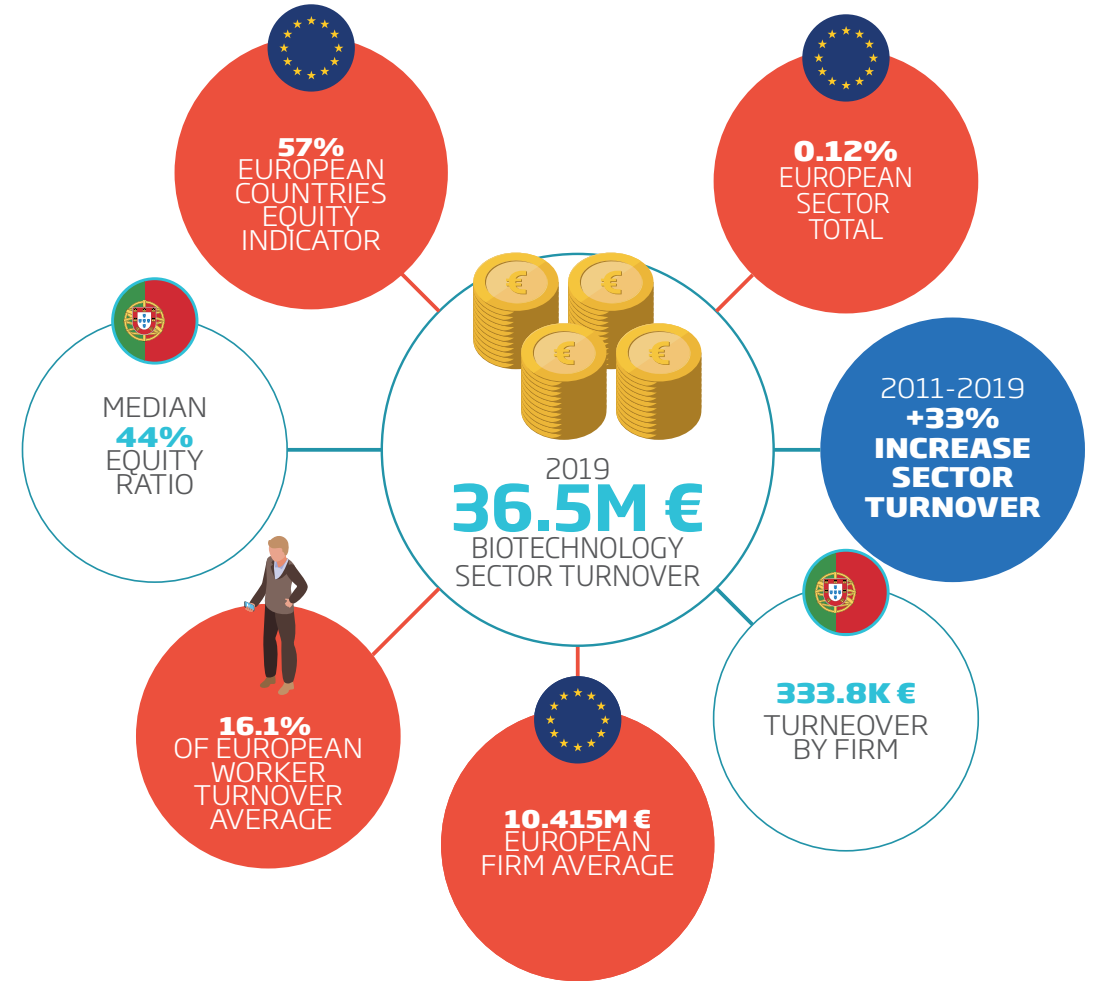 57%
EUROPEAN
COUNTRIES
EQUITY
INDICATOR
0.12%
EUROPEAN
SECTOR
TOTAL
MEDIAN
44%
EQUITY
RATIO
2019
36.5M €
BIOTECHNOLOGY
SECTOR TURNOVER
2011-2019
+33%
INCREASE
SECTOR
TURNOVER
16.1%
OF EUROPEAN
WORKER
TURNOVER
AVERAGE
10.415M €
EUROPEAN
FIRM AVERAGE
333.8K €
TURNEOVER
BY FIRM